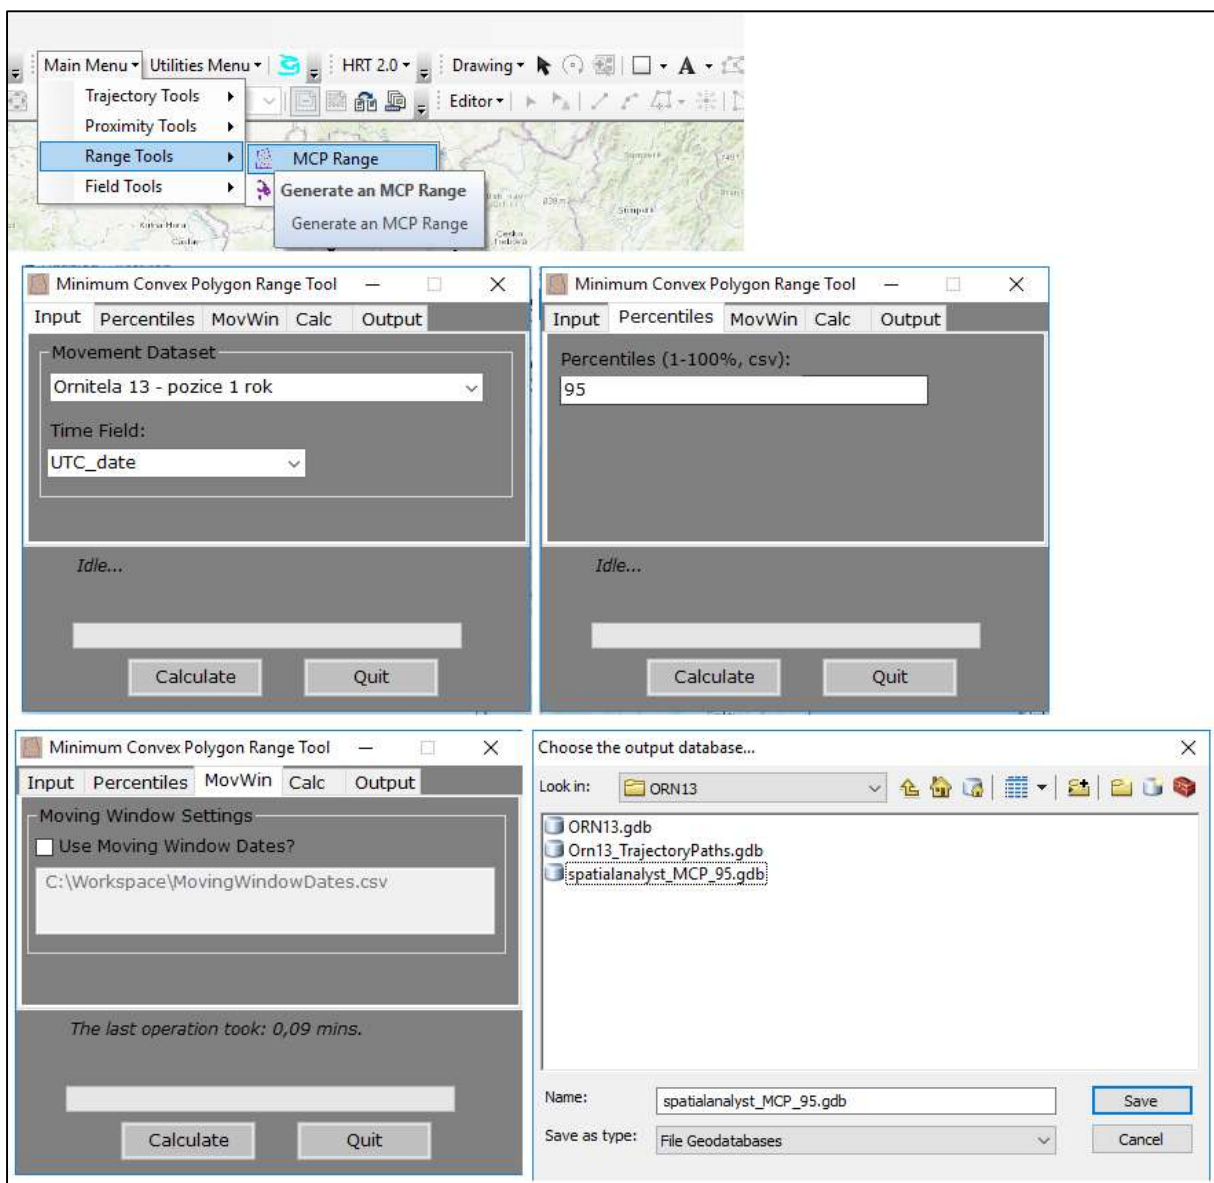 Main Menu Utilities Menu HRT 2.0 Drawing A
Trajectory Tools Editor
Proximity Tools
Range Tools MCP Range
Field Tools Generate an MCP Range
Generate an MCP Range
Kutna Hora
Minimum Convex Polygon Range Tool
Input Percentiles MovWin Calc Output
Movement Dataset
Ornitela 13 - pozice 1 rok
Time Field:
UTC_date
Idle...
Calculate Quit
Minimum Convex Polygon Range Tool
Input Percentiles MovWin Calc Output
Percentiles (1-100%, csv):
95
Idle...
Calculate Quit
Minimum Convex Polygon Range Tool
Input Percentiles MovWin Calc Output
Moving Window Settings
Use Moving Window Dates?
C:\Workspace\MovingWindowDates.csv
The last operation took: 0,09 mins.
Calculate Quit
Choose the output database...
Look in: ORN13
ORN13.gdb
Orn13_TrajectoryPaths.gdb
spatialanalyst_MCP_95.gdb
Name: spatialanalyst_MCP_95.gdb Save
Save as type: File Geodatabases Cancel